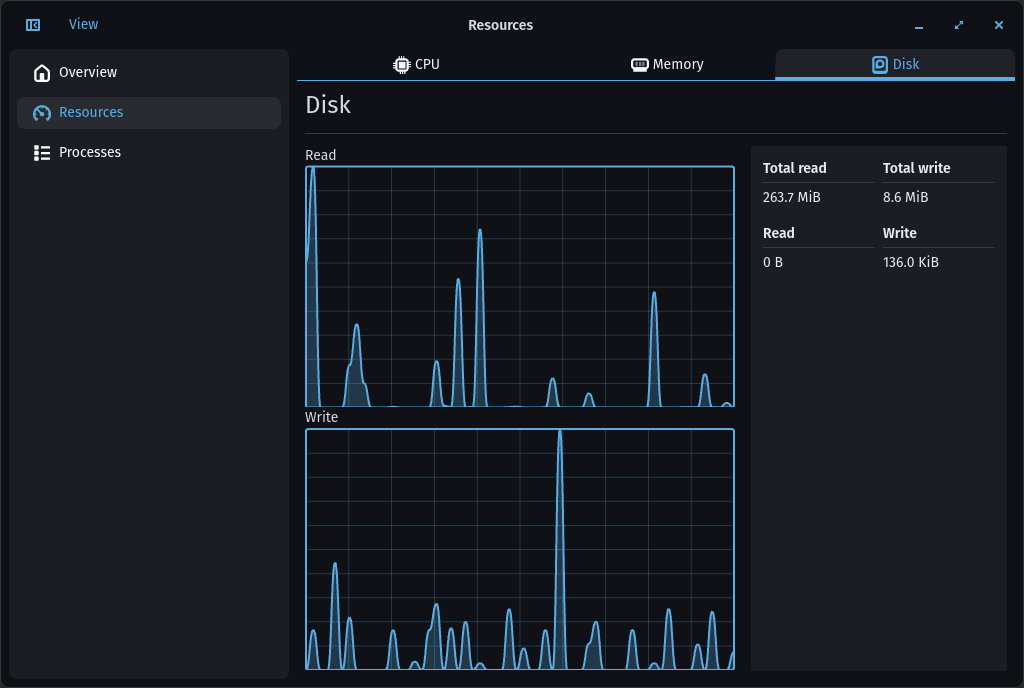 View
Resources
Overview
Resources
Processes
CPU
Memory
Disk
Disk
Read
Write
Total read
Total write
263.7 MiB
8.6 MiB
Read
Write
0 B
136.0 KiB